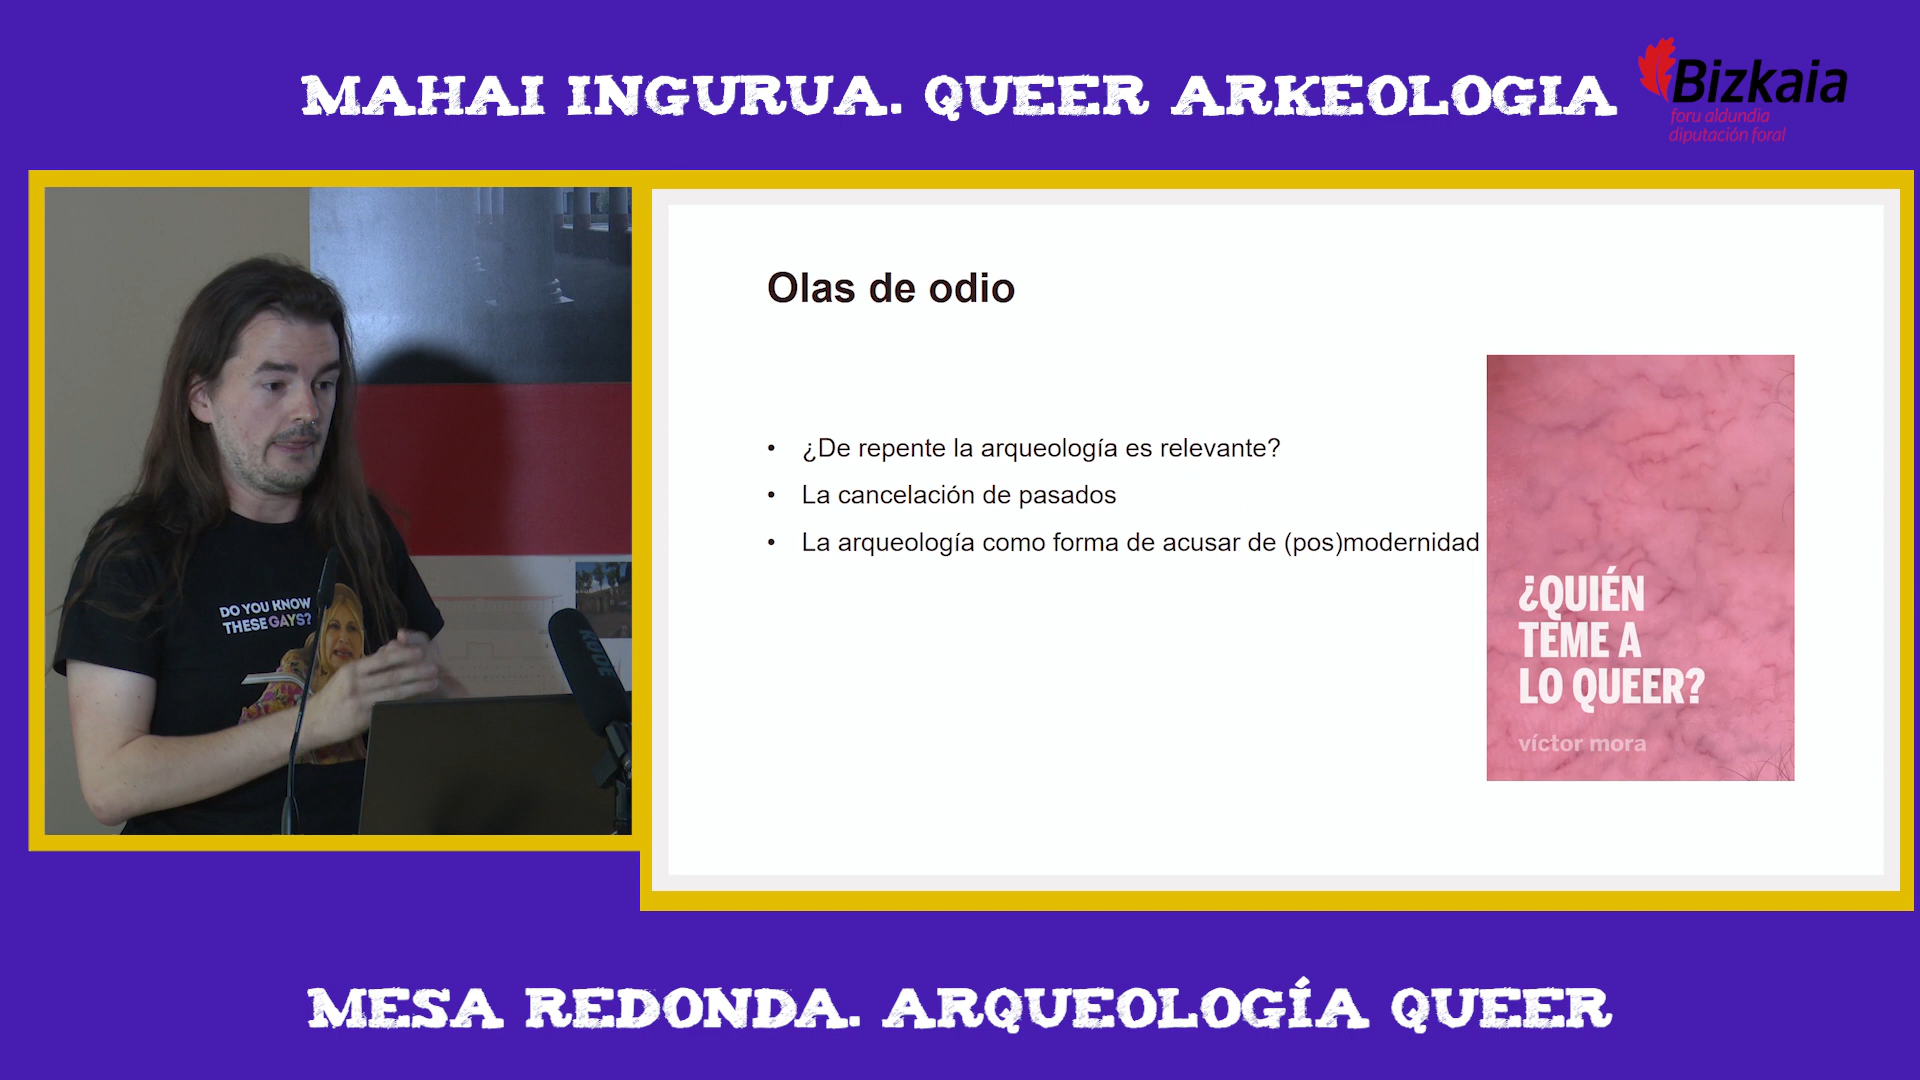 MAHAI INGURUA. QUEER ARKEOLOGIA
Bizkaia
foru aldundia
diputación foral
DO YOU KNOW
THESE GAYS?
RODE
Olas de odio
• ¿De repente la arqueología es relevante?
• La cancelación de pasados
• La arqueología como forma de acusar de (pos)modernidad
¿QUIÉN
TEME A
LO QUEER?
víctor mora
MESA REDONDA. ARQUEOLOGÍA QUEER